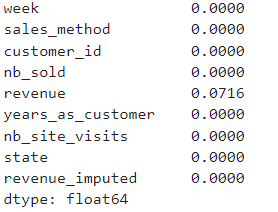 week 0.0000
sales_method 0.0000
customer_id 0.0000
nb_sold 0.0000
revenue 0.0716
years_as_customer 0.0000
nb_site_visits 0.0000
state 0.0000
revenue_imputed 0.0000
dtype: float64